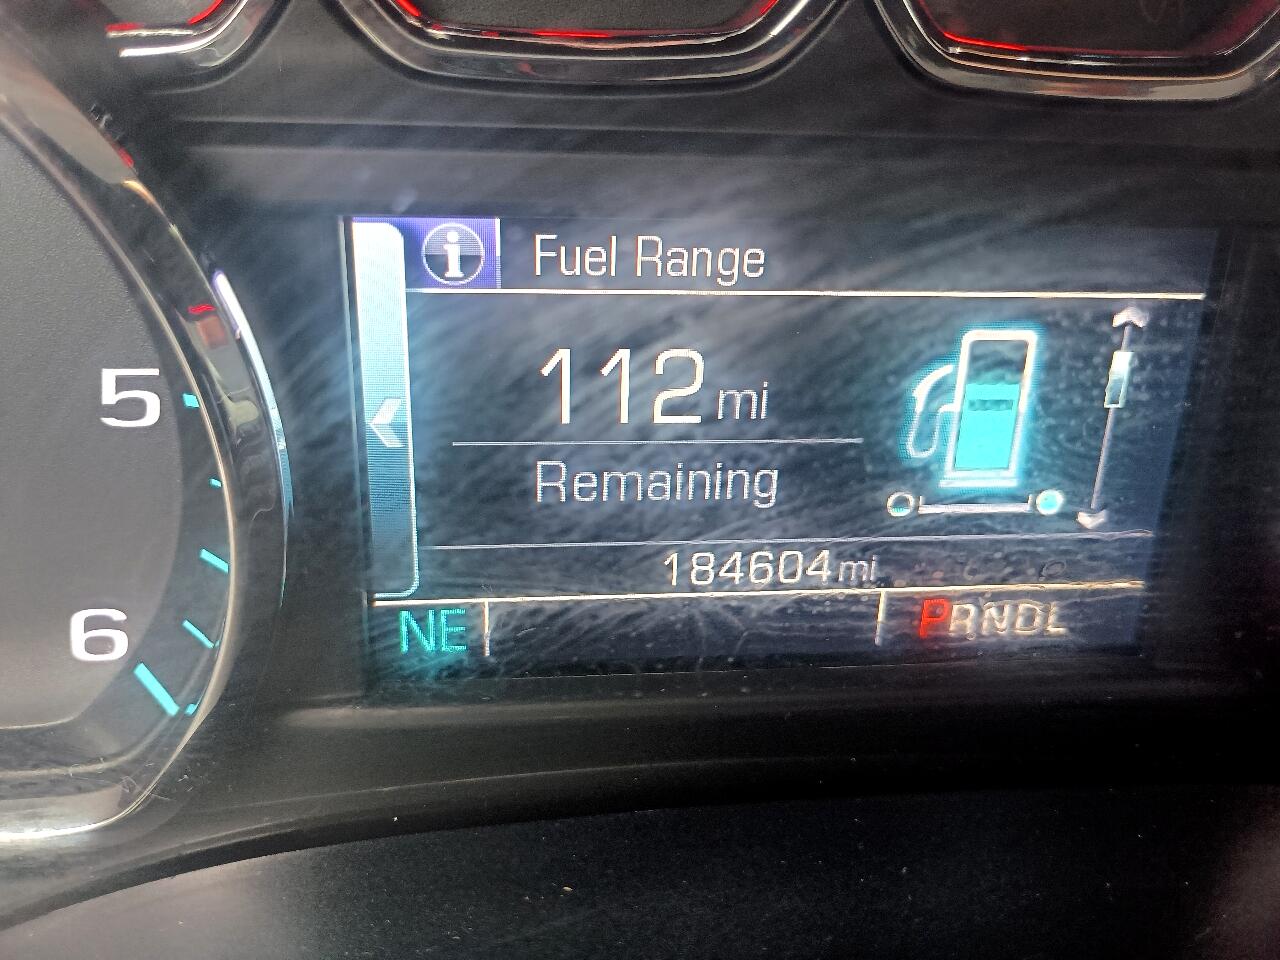 i Fuel Range
112 mi
Remaining
184604 mi
NE PRNDL
5
6